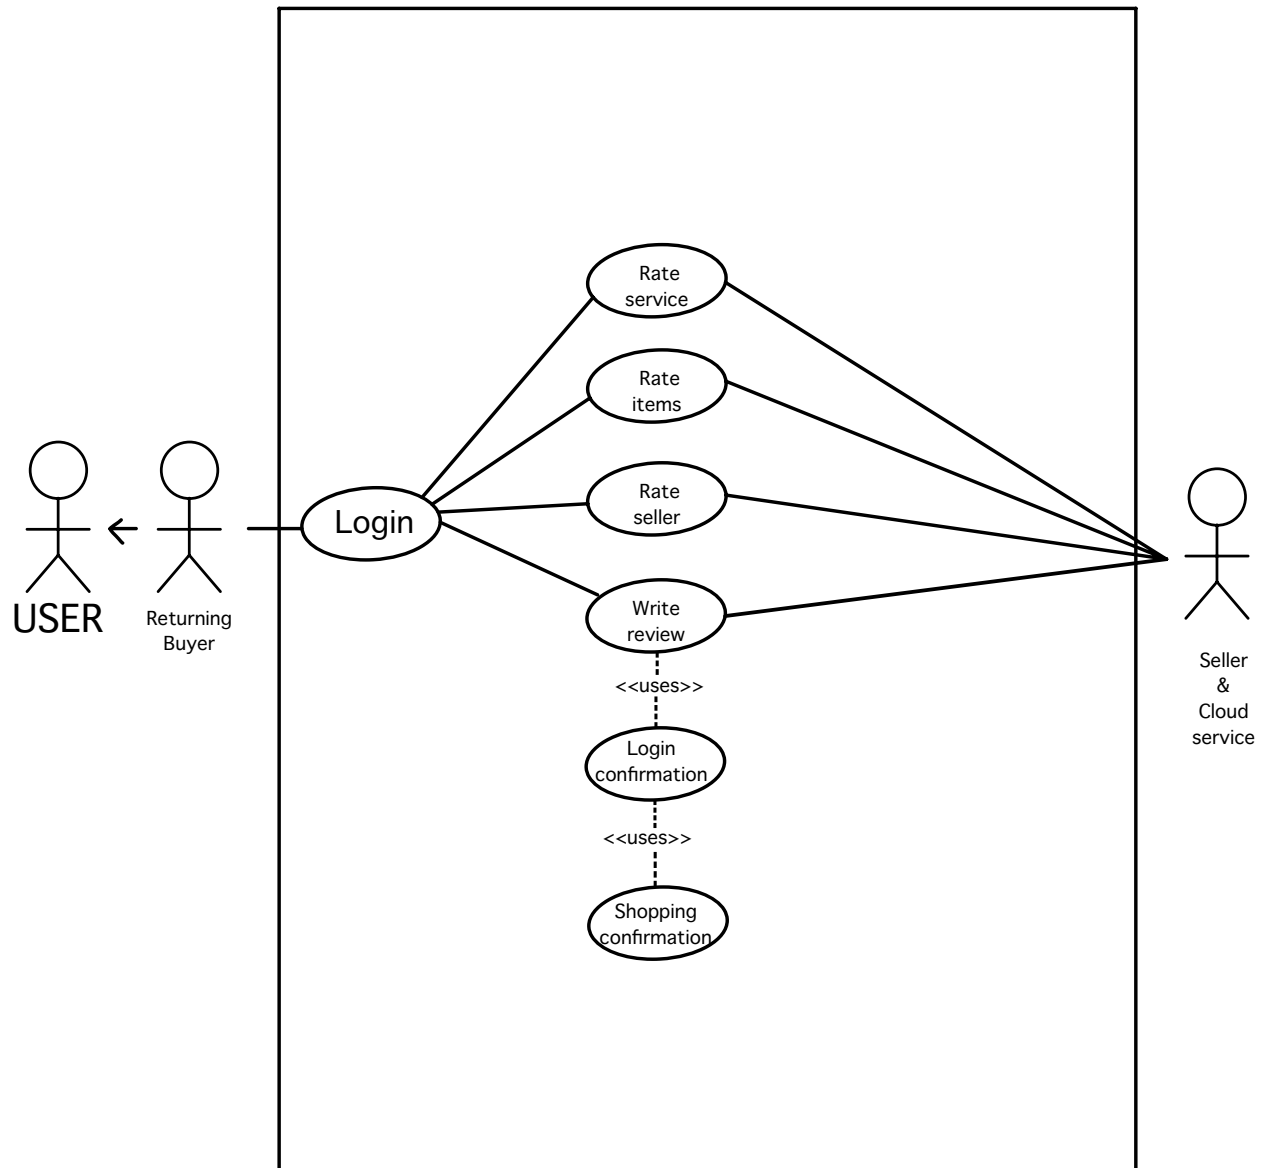 Rate
service
Rate
items
Rate
seller
Login
Write
review
USER
Returning
Buyer
<<uses>>
Seller
&
Cloud
service
Login
confirmation
<<uses>>
Shopping
confirmation